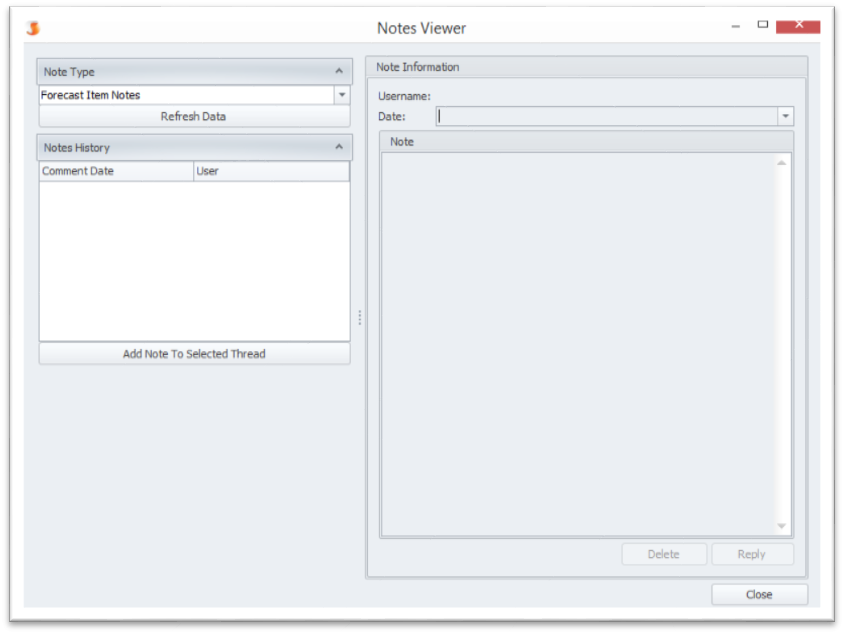 Notes Viewer
Note Type
Forecast Item Notes
Refresh Data
Notes History
Comment Date User
Add Note To Selected Thread
Note Information
Username:
Date:
Note
Delete Reply
Close